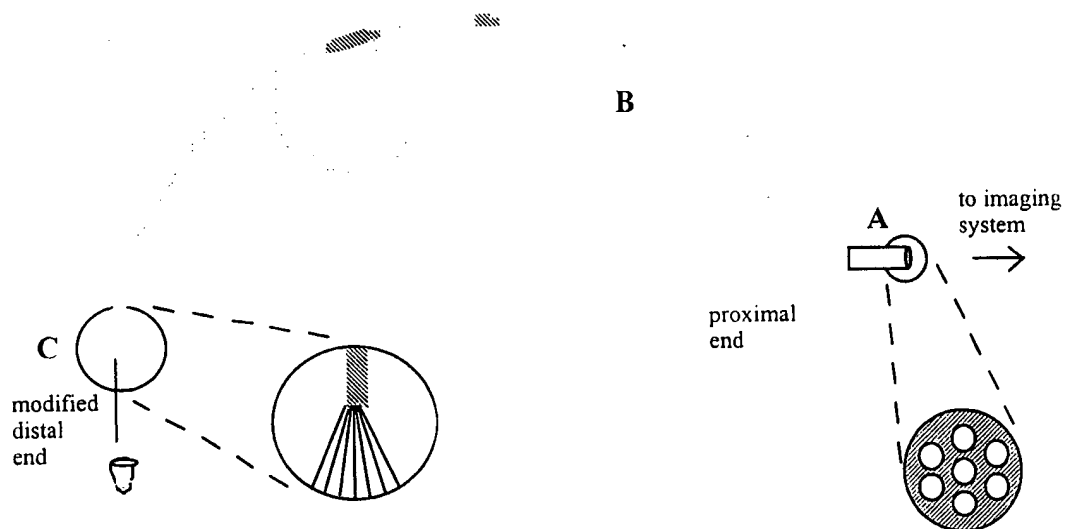 B
to imaging
system
A
proximal
end
C
modified
distal
end